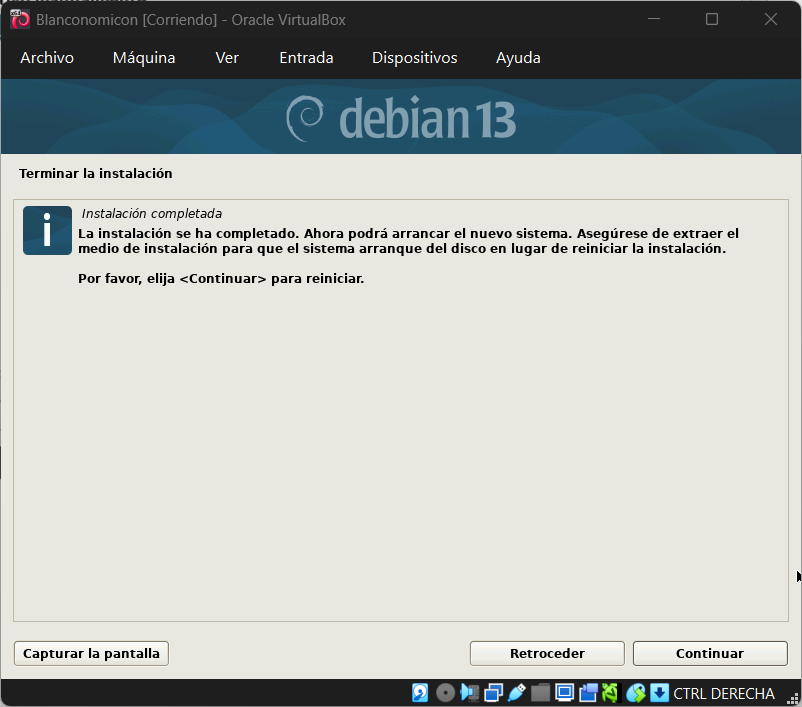 Blanconomicon [Corriendo] - Oracle VirtualBox
Archivo Máquina Ver Entrada Dispositivos Ayuda
debian 13
Terminar la instalación
Instalación completada
La instalación se ha completado. Ahora podrá arrancar el nuevo sistema. Asegúrese de extraer el
medio de instalación para que el sistema arranque del disco en lugar de reiniciar la instalación.
Por favor, elija <Continuar> para reiniciar.
Capturar la pantalla Retroceder Continuar
CTRL DERECHA